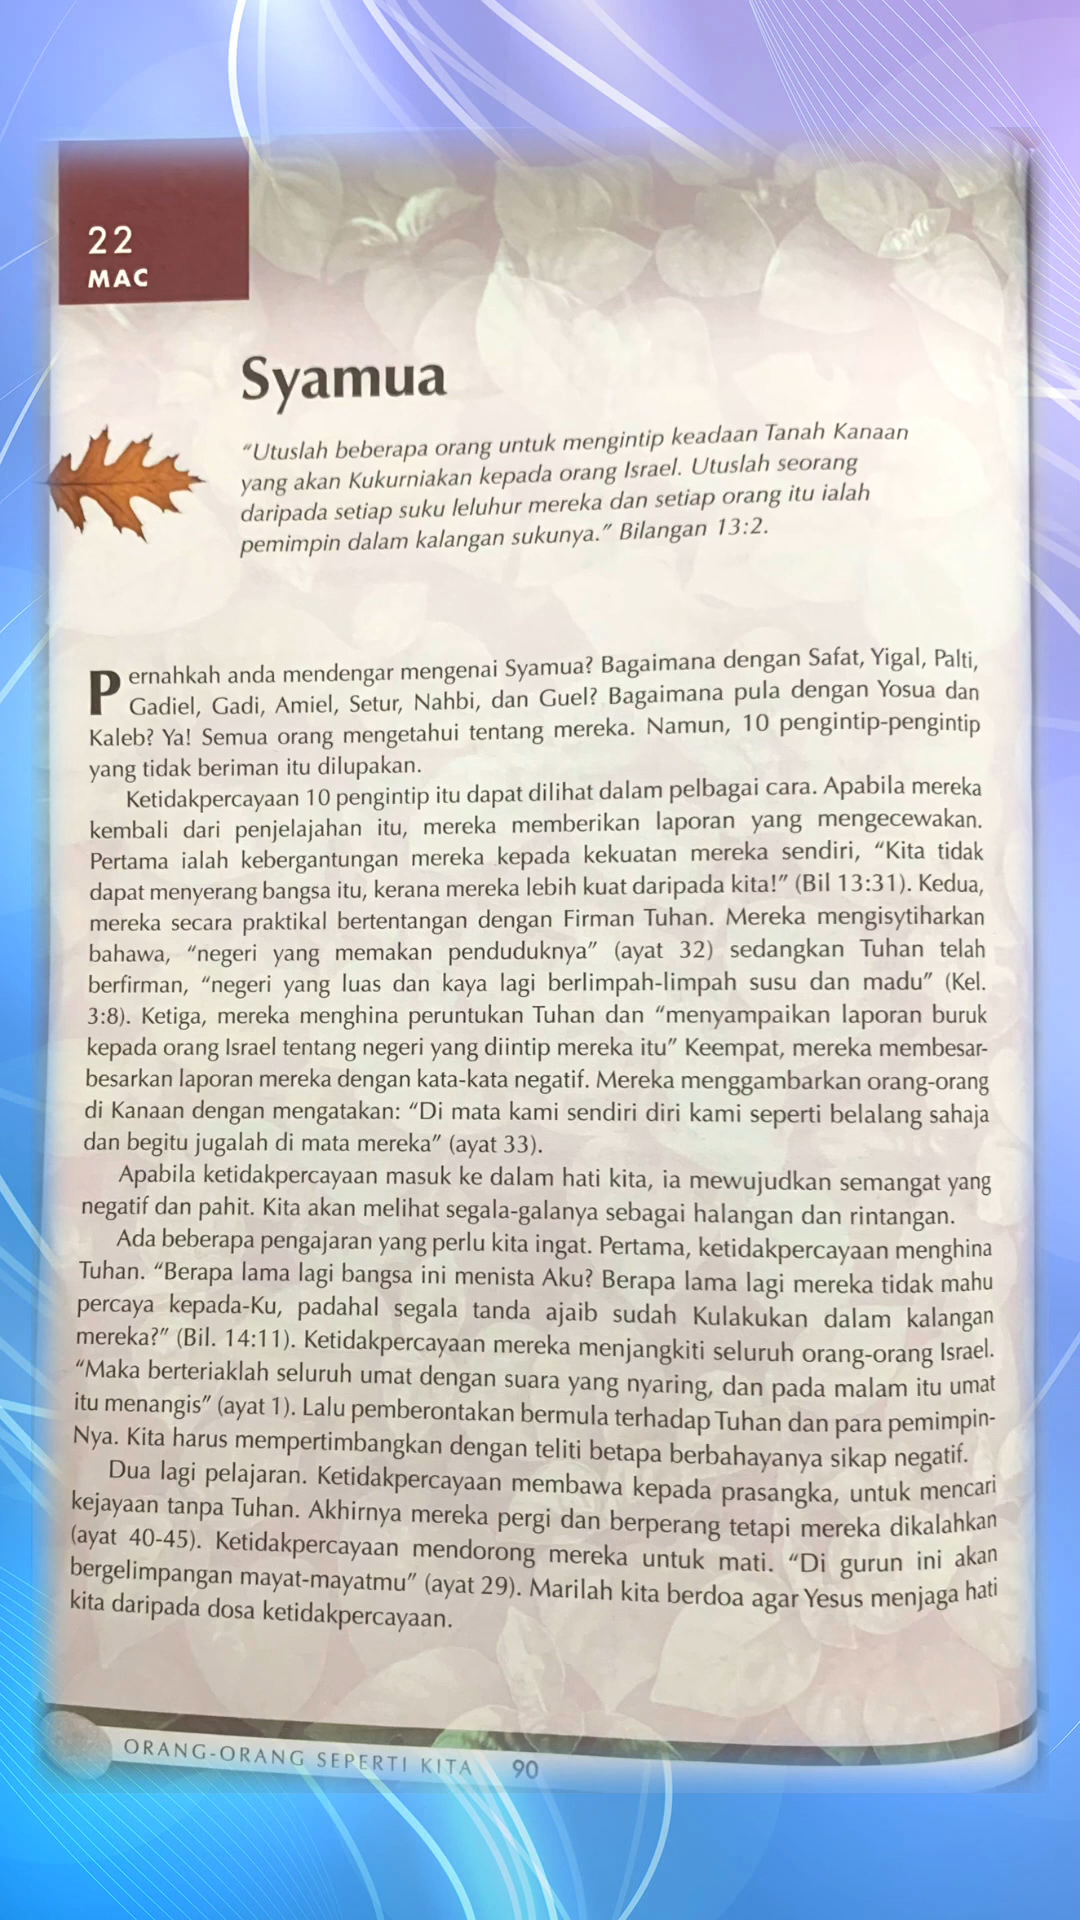 22
MAC
Syamua
“Utuslah beberapa orang untuk mengintip keadaan Tanah Kanaan
yang akan Kukurniakan kepada orang Israel. Utuslah seorang
daripada setiap suku leluhur mereka dan setiap orang itu ialah
pemimpin dalam kalangan sukunya.” Bilangan 13:2.
Pernahkah anda mendengar mengenai Syamua? Bagaimana dengan Safat, Yigal, Palti,
Gadiel, Gadi, Amiel, Setur, Nahbi, dan Guel? Bagaimana pula dengan Yosua dan
Kaleb? Ya! Semua orang mengetahui tentang mereka. Namun, 10 pengintip-pengintip
yang tidak beriman itu dilupakan.
Ketidakpercayaan 10 pengintip itu dapat dilihat dalam pelbagai cara. Apabila mereka
kembali dari penjelajahan itu, mereka memberikan laporan yang mengecewakan.
Pertama ialah kebergantungan mereka kepada kekuatan mereka sendiri, “Kita tidak
dapat menyerang bangsa itu, kerana mereka lebih kuat daripada kita!” (Bil 13:31). Kedua,
mereka secara praktikal bertentangan dengan Firman Tuhan. Mereka mengisytiharkan
bahawa, “negeri yang memakan penduduknya” (ayat 32) sedangkan Tuhan telah
berfirman, “negeri yang luas dan kaya lagi berlimpah-limpah susu dan madu” (Kel.
3:8). Ketiga, mereka menghina peruntukan Tuhan dan “menyampaikan laporan buruk
kepada orang Israel tentang negeri yang diintip mereka itu” Keempat, mereka membesar-
besarkan laporan mereka dengan kata-kata negatif. Mereka menggambarkan orang-orang
di Kanaan dengan mengatakan: “Di mata kami sendiri diri kami seperti belalang sahaja
dan begitu jugalah di mata mereka” (ayat 33).
Apabila ketidakpercayaan masuk ke dalam hati kita, ia mewujudkan semangat yang
negatif dan pahit. Kita akan melihat segala-galanya sebagai halangan dan rintangan.
Ada beberapa pengajaran yang perlu kita ingat. Pertama, ketidakpercayaan menghina
Tuhan. “Berapa lama lagi bangsa ini menista Aku? Berapa lama lagi mereka tidak mahu
percaya kepada-Ku, padahal segala tanda ajaib sudah Kulakukan dalam kalangan
mereka?” (Bil. 14:11). Ketidakpercayaan mereka menjangkiti seluruh orang-orang Israel.
“Maka berteriaklah seluruh umat dengan suara yang nyaring, dan pada malam itu umat
itu menangis” (ayat 1). Lalu pemberontakan bermula terhadap Tuhan dan para pemimpin-
Nya. Kita harus mempertimbangkan dengan teliti betapa berbahayanya sikap negatif.
Dua lagi pelajaran. Ketidakpercayaan membawa kepada prasangka, untuk mencari
kejayaan tanpa Tuhan. Akhirnya mereka pergi dan berperang tetapi mereka dikalahkan
(ayat 40-45). Ketidakpercayaan mendorong mereka untuk mati. “Di gurun ini akan
bergelimpangan mayat-mayatmu” (ayat 29). Marilah kita berdoa agar Yesus menjaga hati
kita daripada dosa ketidakpercayaan.
ORANG-ORANG SEPERTI KITA 90